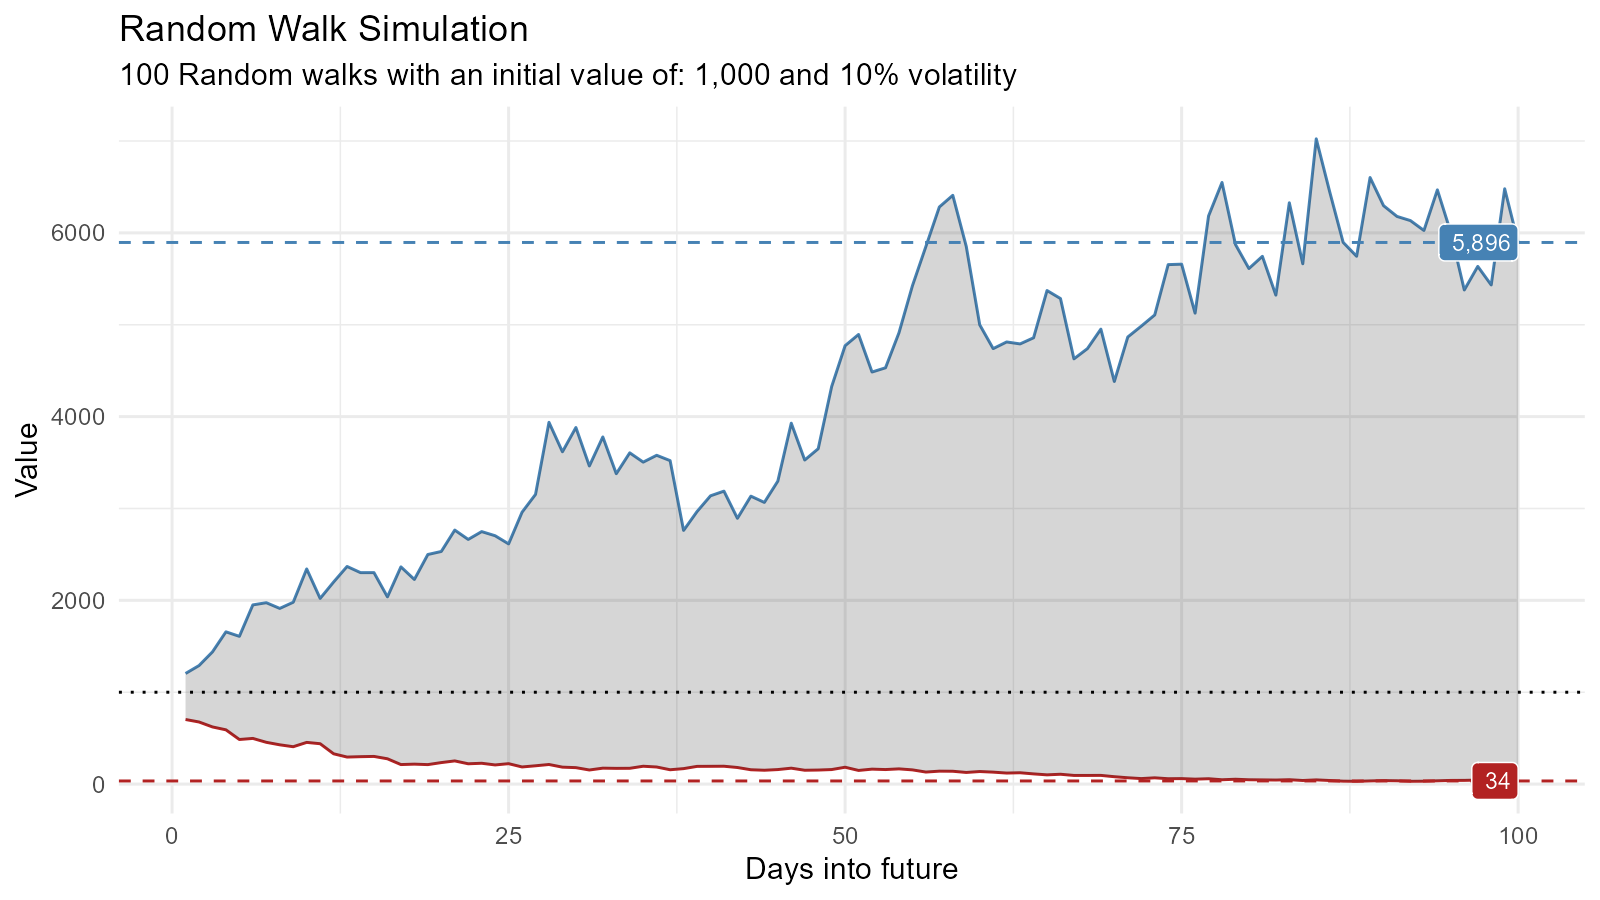 Random Walk Simulation
100 Random walks with an initial value of: 1,000 and 10% volatility
Value
6000
4000
2000
0
5,896
34
0 25 50 75 100
Days into future